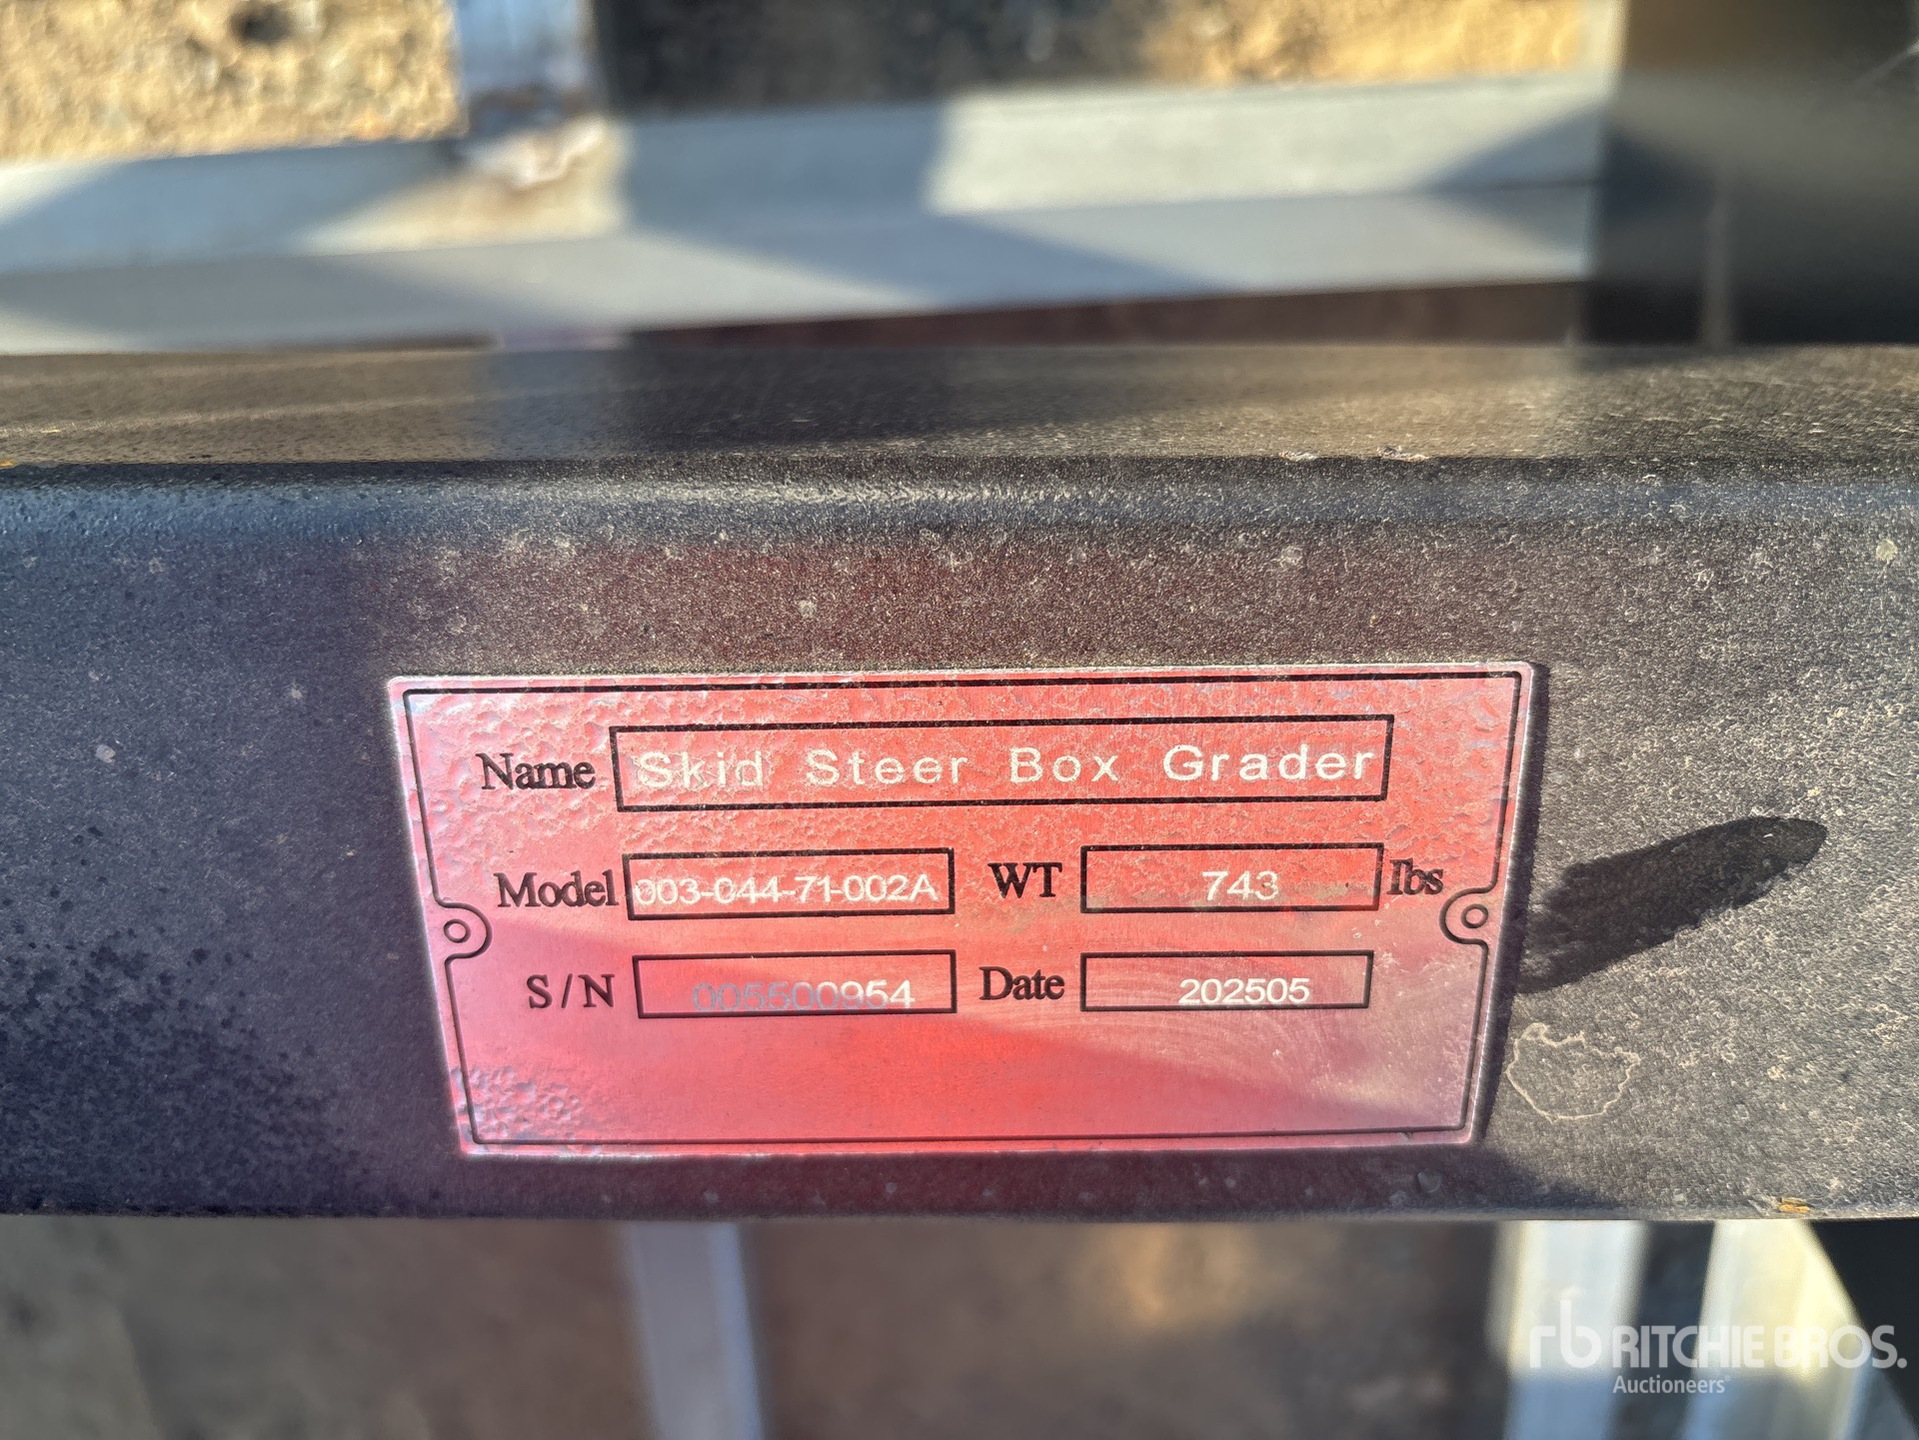 Name Skid Steer Box Grader
Model 003-044-71-002A WT 743 lbs
S/N 005500954 Date 202505
rb RITCHIE BROS.
Auctioneers